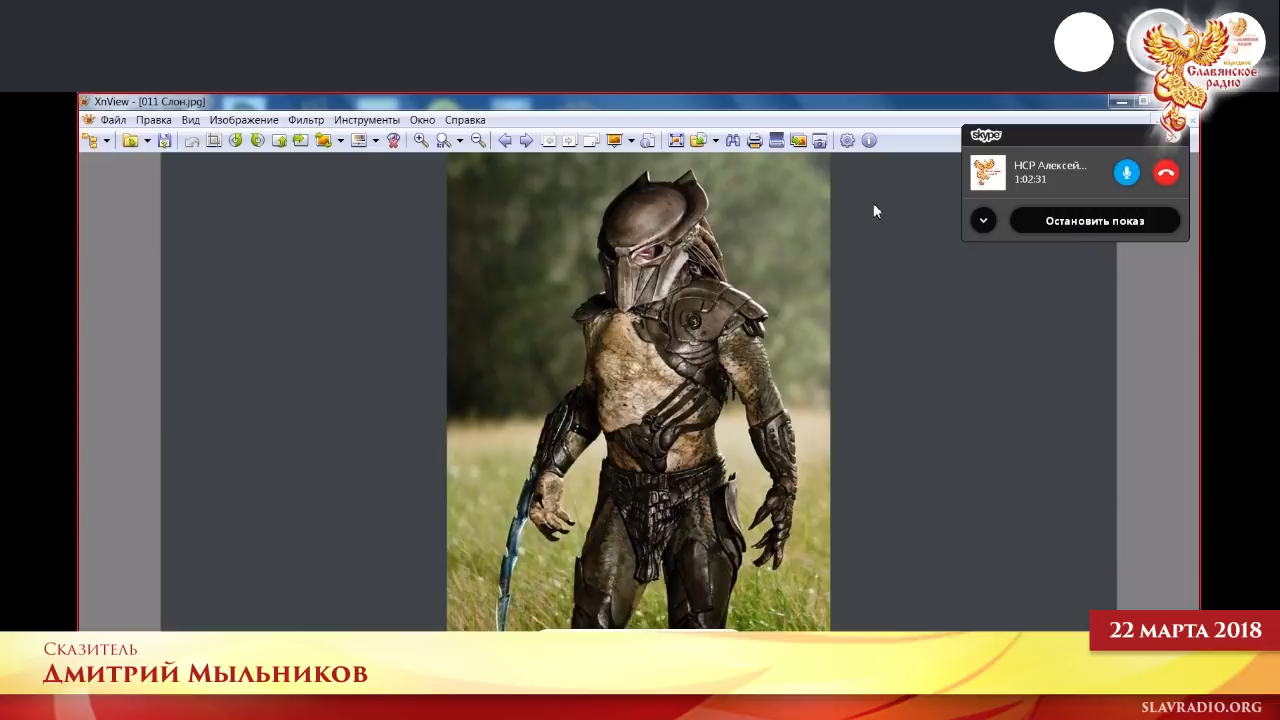 народное
Славянское
радио
XnView - [011 Слон.jpg]
Файл Правка Вид Изображение Фильтр Инструменты Окно Справ
skype
НСР Алексей...
1:02:31
Остановить показ
22 марта 2018
Сказитель
Дмитрий Мыльников
slavradio.org